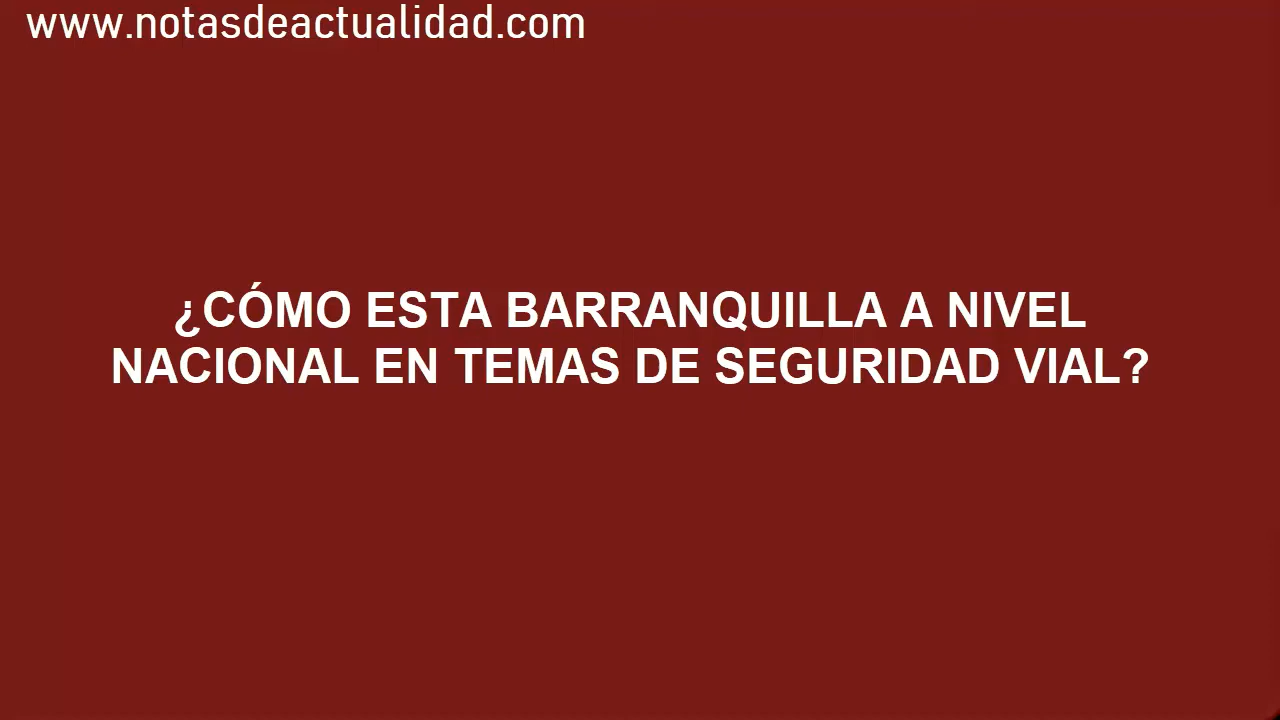 www.notasdeactualidad.com
¿CÓMO ESTA BARRANQUILLA A NIVEL
NACIONAL EN TEMAS DE SEGURIDAD VIAL?